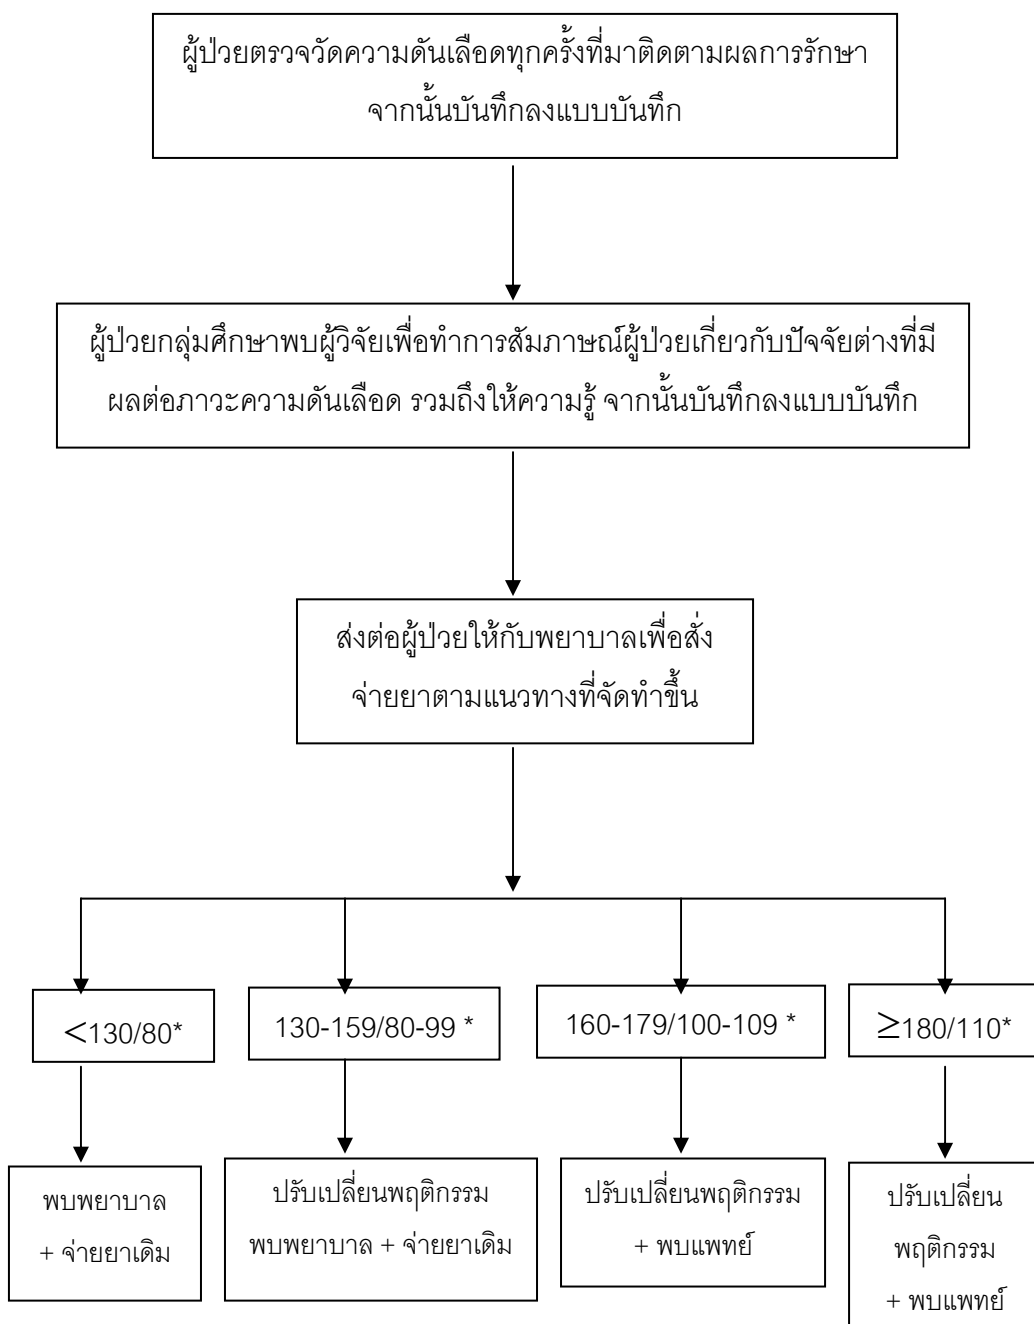 ผู้ป่วยตรวจวัดความดันเลือดทุกครั้งที่มาติดตามผลการรักษา
จากนั้นบันทึกลงแบบบันทึก
ผู้ป่วยกลุ่มศึกษาพบผู้วิจัยเพื่อทำการสัมภาษณ์ผู้ป่วยเกี่ยวกับปัจจัยต่างที่มี
ผลต่อภาวะความดันเลือด รวมถึงให้ความรู้ จากนั้นบันทึกลงแบบบันทึก
ส่งต่อผู้ป่วยให้กับพยาบาลเพื่อสั่ง
จ่ายยาตามแนวทางที่จัดทำขึ้น
<130/80*
130-159/80-99 *
160-179/100-109 *
≥180/110*
พบพยาบาล
+ จ่ายยาเดิม
ปรับเปลี่ยนพฤติกรรม
พบพยาบาล + จ่ายยาเดิม
ปรับเปลี่ยนพฤติกรรม
+ พบแพทย์
ปรับเปลี่ยน
พฤติกรรม
+ พบแพทย์